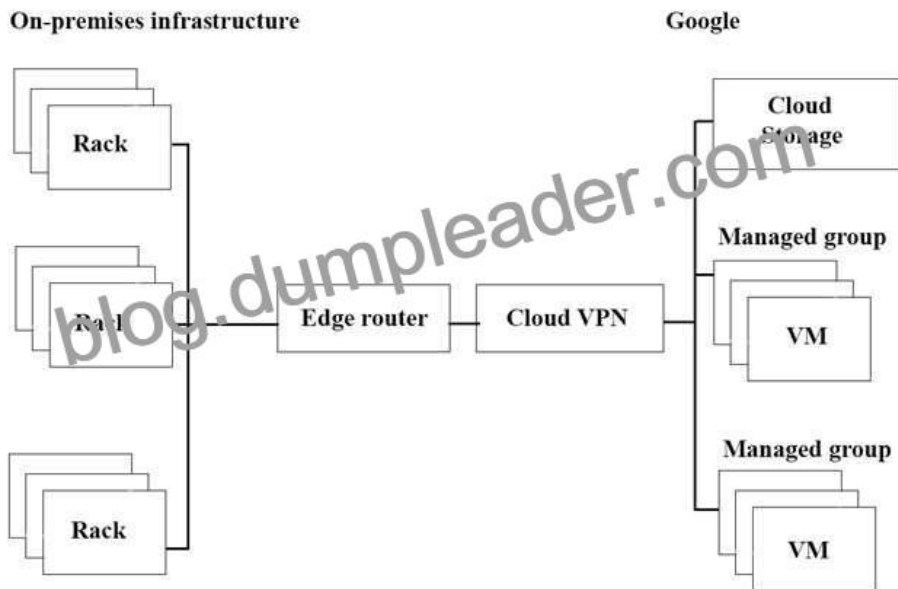 On-premises infrastructure
Google
Rack
Cloud
Storage
Managed group
Rack
Edge router
Cloud VPN
VM
Managed group
Rack
VM
blog.dumpleader.com